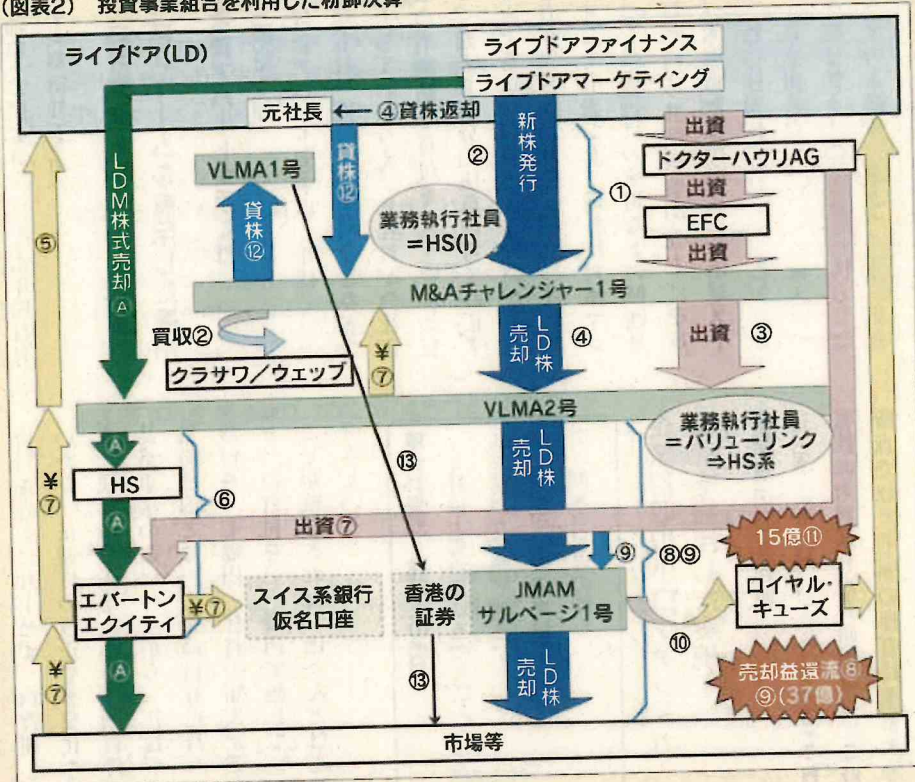 (図表2) 投資事業組合を利用した粉飾決算
ライブドア(LD)
ライブドアファイナンス
ライブドアマーケティング
元社長
④貸株返却
新株発行
②
①
出資
ドクターハウリAG
出資
EFC
出資
VLMA1号
貸株⑫
貸株⑫
業務執行社員
=HS(I)
LDM株式売却Ⓐ
⑤
M&Aチャレンジャー1号
買収②
クラサワ/ウェッブ
¥
⑦
LD株
売却
④
出資
③
VLMA2号
業務執行社員
=バリューリンク
⇒HS系
Ⓐ
HS
Ⓐ
⑥
¥
⑦
⑬
LD株
売却
出資⑦
⑨
⑧⑨
15億⑪
エバートン
エクイティ
¥⑦
スイス系銀行
仮名口座
香港の
証券
JMAM
サルベージ1号
⑩
ロイヤル・
キューズ
¥
⑦
Ⓐ
⑬
LD株
売却
売却益還流⑧
⑨(37億)
市場等